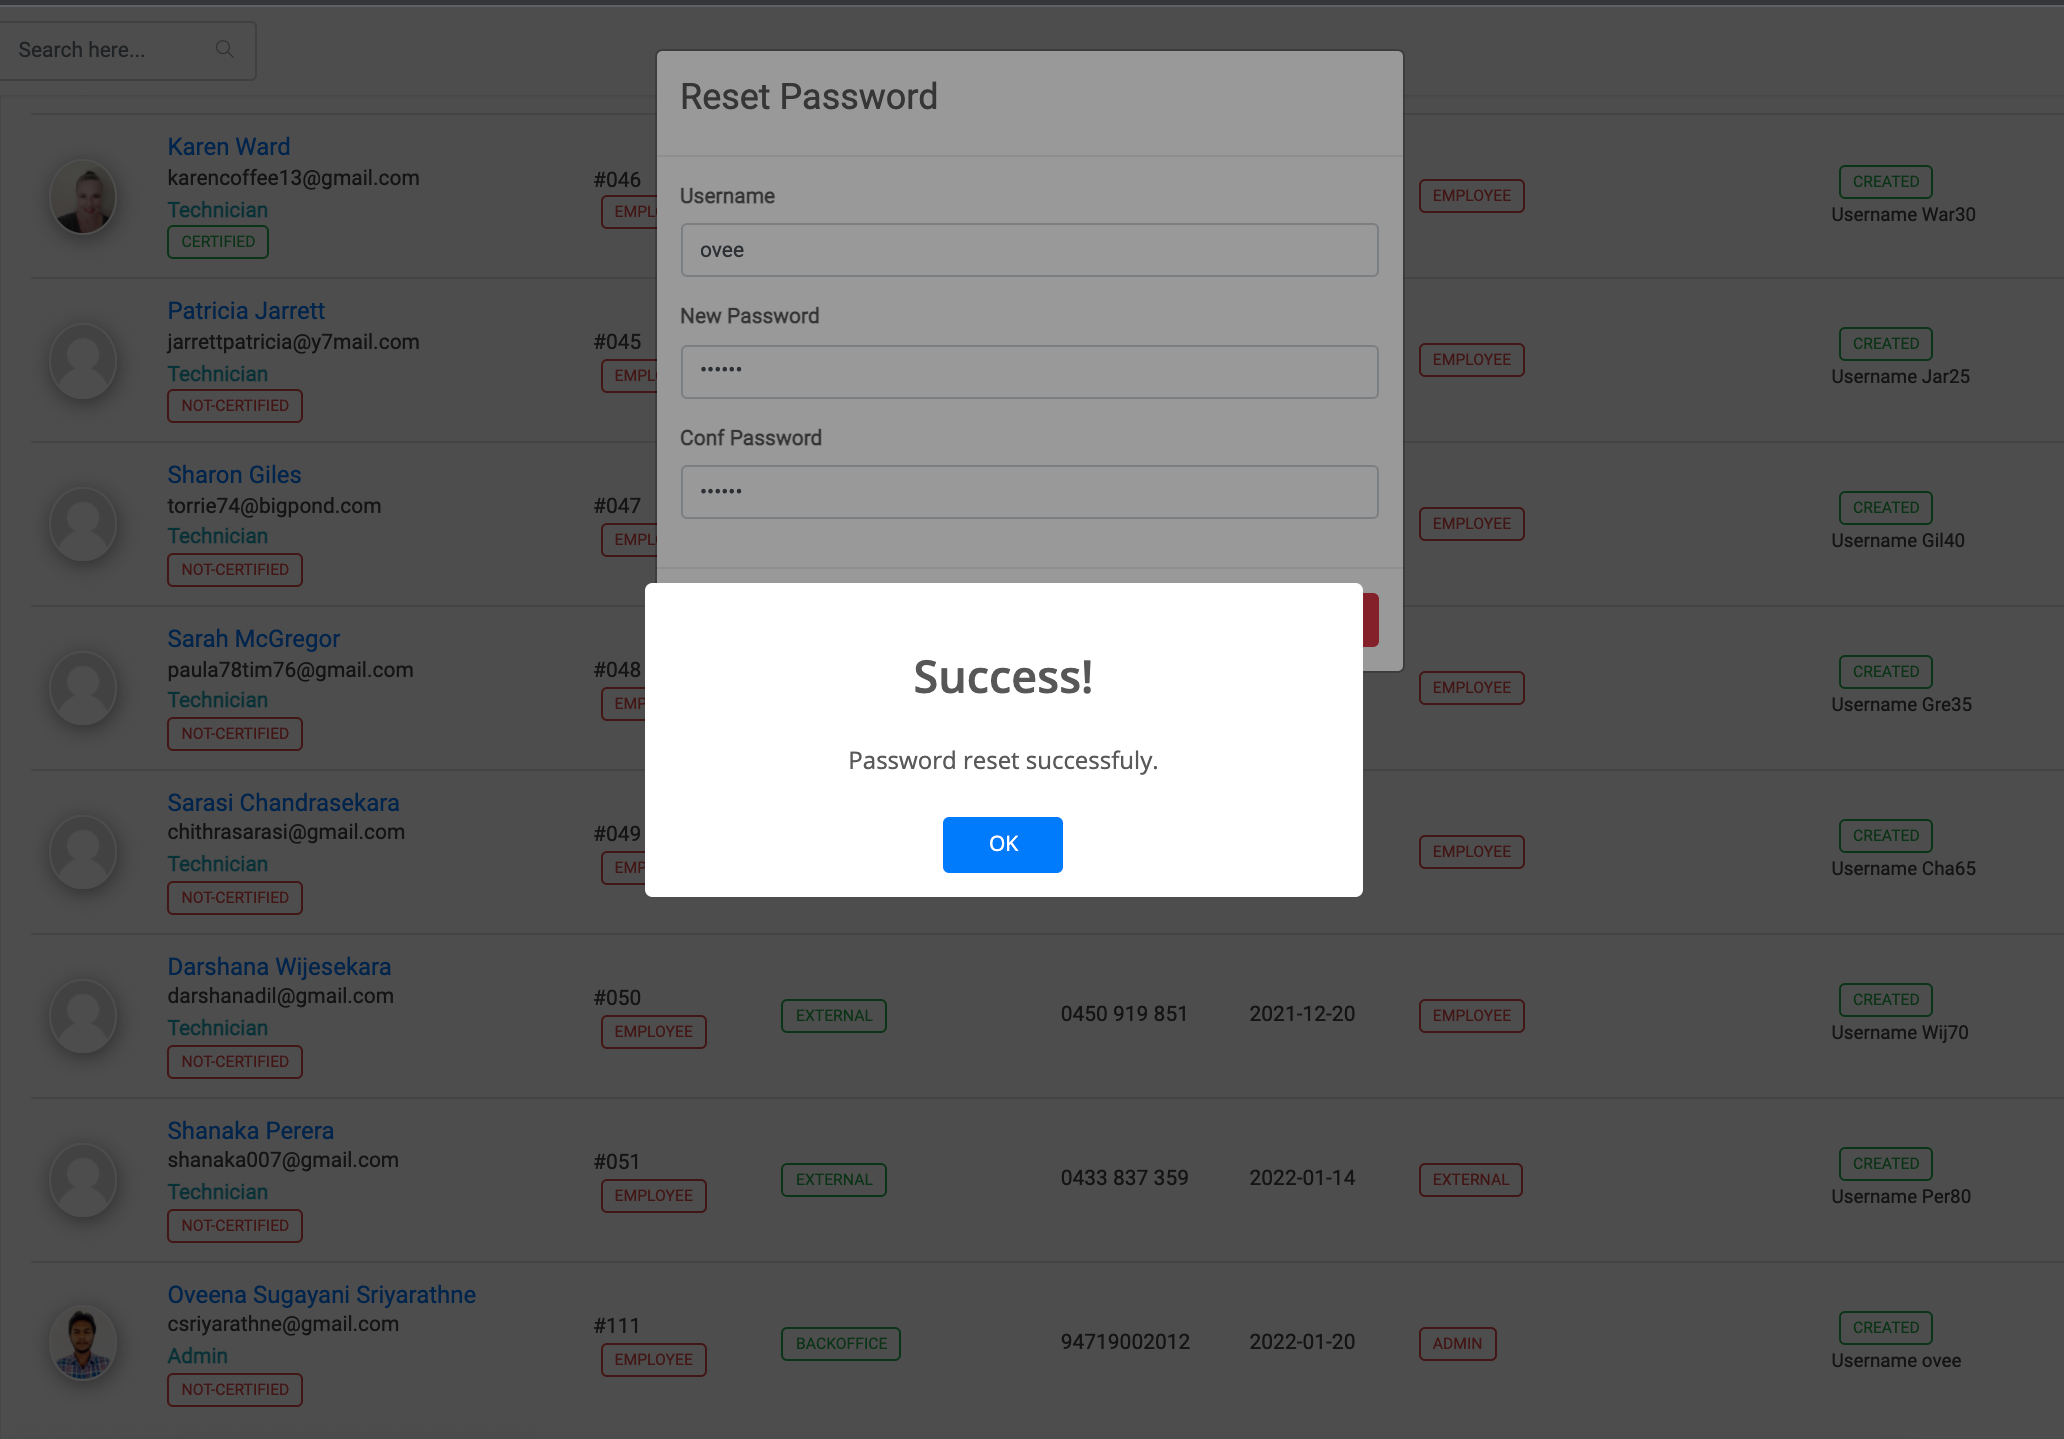 Search here...
Reset Password
Username
ovee
New Password
••••••
Conf Password
••••••
Success!
Password reset successfuly.
OK
Karen Ward
karencoffee13@gmail.com
Technician
CERTIFIED
#046
EMPLOYEE
CREATED
Username War30
Patricia Jarrett
jarrettpatricia@y7mail.com
Technician
NOT-CERTIFIED
#045
EMPLOYEE
CREATED
Username Jar25
Sharon Giles
torrie74@bigpond.com
Technician
NOT-CERTIFIED
#047
EMPLOYEE
CREATED
Username Gil40
Sarah McGregor
paula78tim76@gmail.com
Technician
NOT-CERTIFIED
#048
EMPLOYEE
CREATED
Username Gre35
Sarasi Chandrasekara
chithrasarasi@gmail.com
Technician
NOT-CERTIFIED
#049
EMPLOYEE
CREATED
Username Cha65
Darshana Wijesekara
darshanadil@gmail.com
Technician
NOT-CERTIFIED
#050
EMPLOYEE
EXTERNAL
0450 919 851
2021-12-20
EMPLOYEE
CREATED
Username Wij70
Shanaka Perera
shanaka007@gmail.com
Technician
NOT-CERTIFIED
#051
EMPLOYEE
EXTERNAL
0433 837 359
2022-01-14
EXTERNAL
CREATED
Username Per80
Oveena Sugayani Sriyarathne
csriyarathne@gmail.com
Admin
NOT-CERTIFIED
#111
EMPLOYEE
BACKOFFICE
94719002012
2022-01-20
ADMIN
CREATED
Username ovee